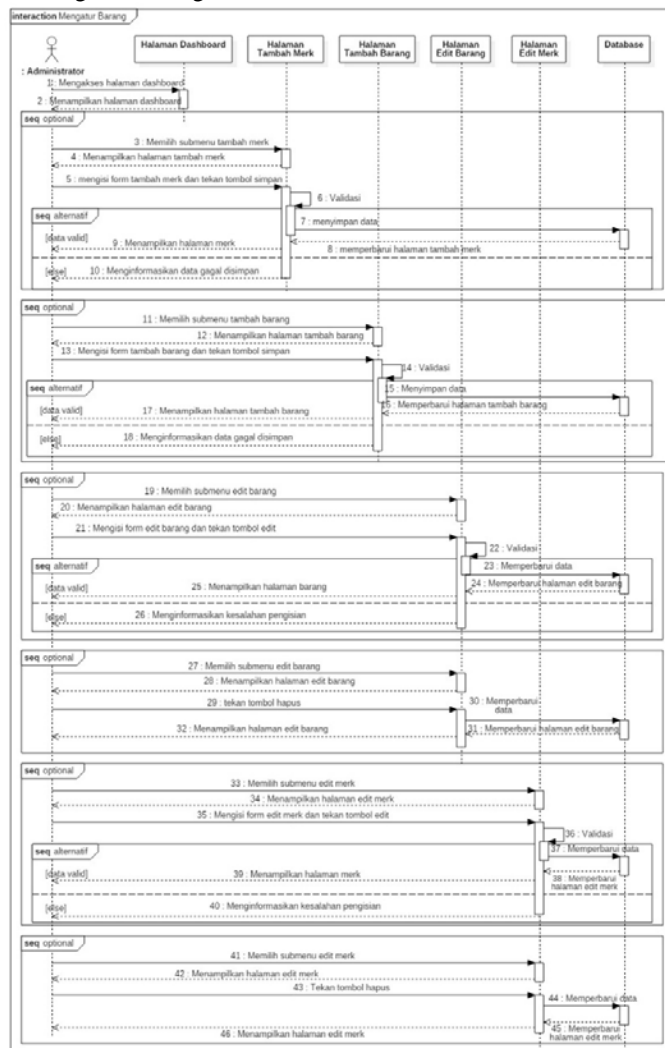 interaction Mengatur Barang
Halaman Dashboard
Halaman
Tambah Merk
Halaman
Tambah Barang
Halaman
Edit Barang
Halaman
Edit Merk
Database
: Administrator
1 : Mengakses halaman dashboard
2 : Menampilkan halaman dashboard
seq optional
3 : Memilih submenu tambah merk
4 : Menampilkan halaman tambah merk
5 : mengisi form tambah merk dan tekan tombol simpan
6 : Validasi
seq alternatif
7 : menyimpan data
[data valid]
8 : memperbarui halaman tambah merk
9 : Menampilkan halaman merk
[else]
10 : Menginformasikan data gagal disimpan
seq optional
11 : Memilih submenu tambah barang
12 : Menampilkan halaman tambah barang
13 : Mengisi form tambah barang dan tekan tombol simpan
14 : Validasi
seq alternatif
15 : Menyimpan data
[data valid]
16 : Memperbarui halaman tambah barang
17 : Menampilkan halaman tambah barang
[else]
18 : Menginformasikan data gagal disimpan
seq optional
19 : Memilih submenu edit barang
20 : Menampilkan halaman edit barang
21 : Mengisi form edit barang dan tekan tombol edit
22 : Validasi
seq alternatif
23 : Memperbarui data
[data valid]
24 : Memperbarui halaman edit barang
25 : Menampilkan halaman barang
[else]
26 : Menginformasikan kesalahan pengisian
seq optional
27 : Memilih submenu edit barang
28 : Menampilkan halaman edit barang
29 : tekan tombol hapus
30 : Memperbarui
data
31 : Memperbarui halaman edit barang
32 : Menampilkan halaman edit barang
seq optional
33 : Memilih submenu edit merk
34 : Menampilkan halaman edit merk
35 : Mengisi form edit merk dan tekan tombol edit
36 : Validasi
seq alternatif
37 : Memperbarui data
[data valid]
38 : Memperbarui
halaman edit merk
39 : Menampilkan halaman merk
[else]
40 : Menginformasikan kesalahan pengisian
seq optional
41 : Memilih submenu edit merk
42 : Menampilkan halaman edit merk
43 : Tekan tombol hapus
44 : Memperbarui data
45 : Memperbarui
halaman edit merk
46 : Menampilkan halaman edit merk